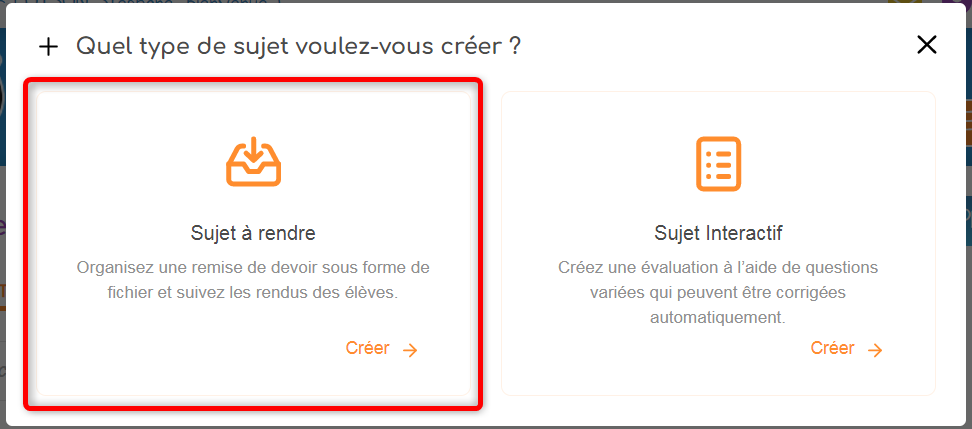 Quel type de sujet voulez-vous créer ?
Sujet à rendre
Organisez une remise de devoir sous forme de
fichier et suivez les rendus des élèves.
Créer
Sujet Interactif
Créez une évaluation à l'aide de questions
variées qui peuvent être corrigées
automatiquement.
Créer